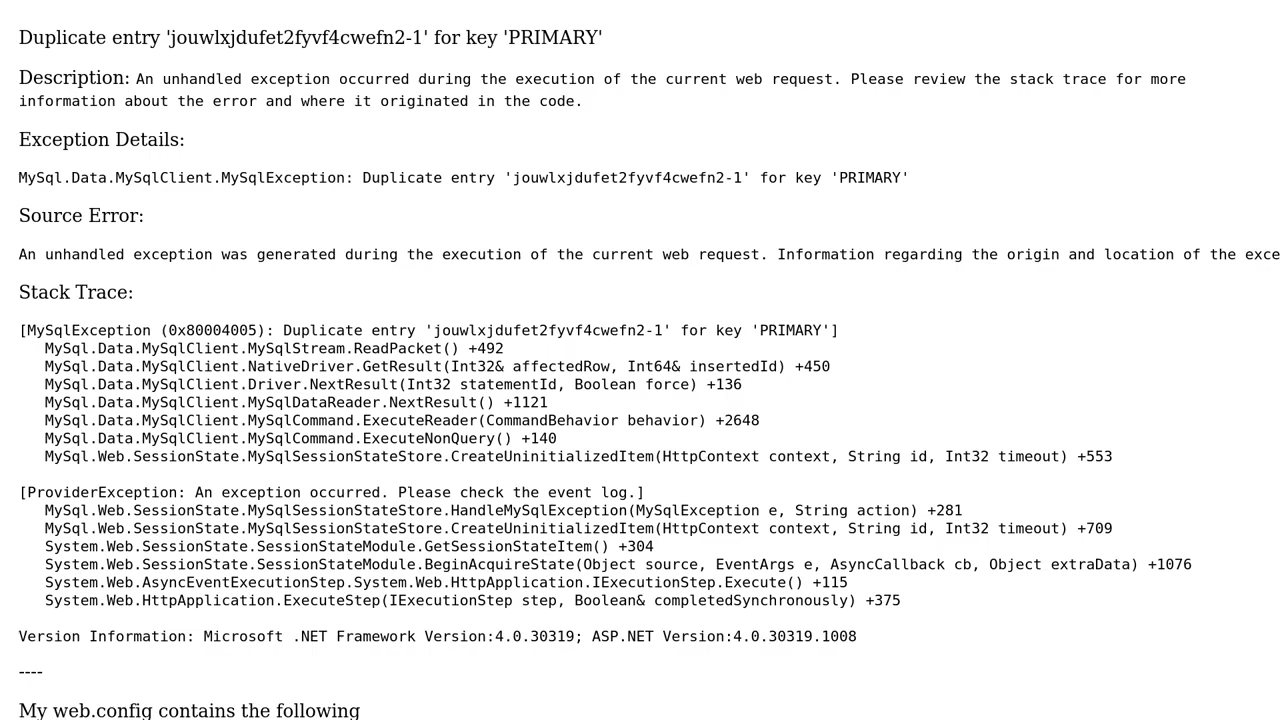 Duplicate entry 'jouwlxjdufet2fyvf4cwefn2-1' for key 'PRIMARY'
Description: An unhandled exception occurred during the execution of the current web request. Please review the stack trace for more
information about the error and where it originated in the code.
Exception Details:
MySql.Data.MySqlClient.MySqlException: Duplicate entry 'jouwlxjdufet2fyvf4cwefn2-1' for key 'PRIMARY'
Source Error:
An unhandled exception was generated during the execution of the current web request. Information regarding the origin and location of the exce
Stack Trace:
[MySqlException (0x80004005): Duplicate entry 'jouwlxjdufet2fyvf4cwefn2-1' for key 'PRIMARY']
   MySql.Data.MySqlClient.MySqlStream.ReadPacket() +492
   MySql.Data.MySqlClient.NativeDriver.GetResult(Int32& affectedRow, Int64& insertedId) +450
   MySql.Data.MySqlClient.Driver.NextResult(Int32 statementId, Boolean force) +136
   MySql.Data.MySqlClient.MySqlDataReader.NextResult() +1121
   MySql.Data.MySqlClient.MySqlCommand.ExecuteReader(CommandBehavior behavior) +2648
   MySql.Data.MySqlClient.MySqlCommand.ExecuteNonQuery() +140
   MySql.Web.SessionState.MySqlSessionStateStore.CreateUninitializedItem(HttpContext context, String id, Int32 timeout) +553
[ProviderException: An exception occurred. Please check the event log.]
   MySql.Web.SessionState.MySqlSessionStateStore.HandleMySqlException(MySqlException e, String action) +281
   MySql.Web.SessionState.MySqlSessionStateStore.CreateUninitializedItem(HttpContext context, String id, Int32 timeout) +709
   System.Web.SessionState.SessionStateModule.GetSessionStateItem() +304
   System.Web.SessionState.SessionStateModule.BeginAcquireState(Object source, EventArgs e, AsyncCallback cb, Object extraData) +1076
   System.Web.AsyncEventExecutionStep.System.Web.HttpApplication.IExecutionStep.Execute() +115
   System.Web.HttpApplication.ExecuteStep(IExecutionStep step, Boolean& completedSynchronously) +375
Version Information: Microsoft .NET Framework Version:4.0.30319; ASP.NET Version:4.0.30319.1008
----
My web.config contains the following